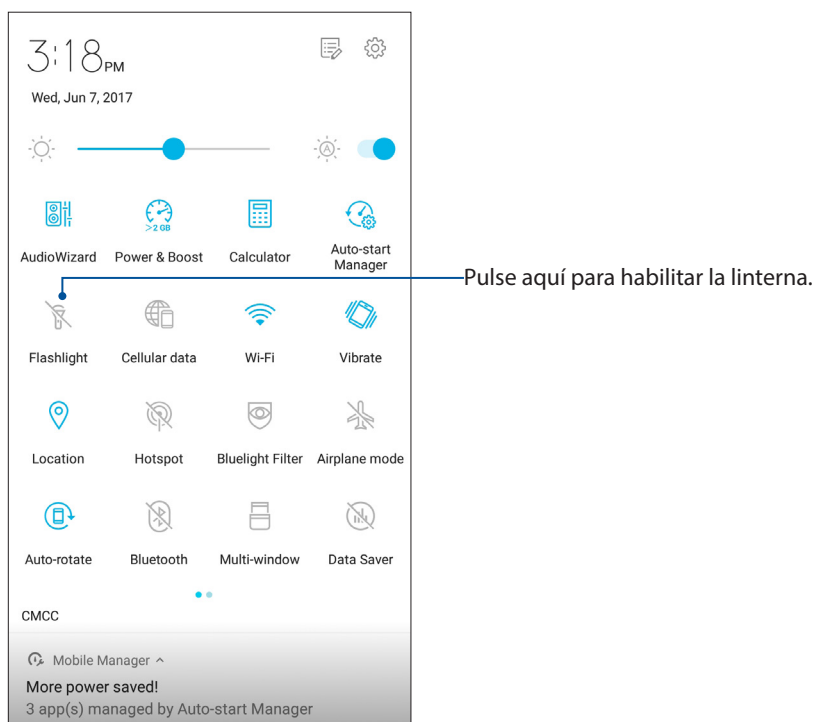 3:18PM
Wed, Jun 7, 2017
A
>2 GB
AudioWizard Power & Boost Calculator Auto-start
Manager
Pulse aquí para habilitar la linterna.
Flashlight Cellular data Wi-Fi Vibrate
Location Hotspot Bluelight Filter Airplane mode
Auto-rotate Bluetooth Multi-window Data Saver
CMCC
Mobile Manager
More power saved!
3 app(s) managed by Auto-start Manager